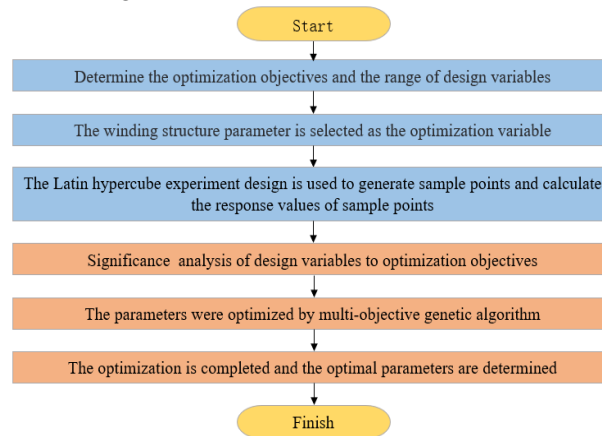 Start
Determine the optimization objectives and the range of design variables
The winding structure parameter is selected as the optimization variable
The Latin hypercube experiment design is used to generate sample points and calculate
the response values of sample points
Significance analysis of design variables to optimization objectives
The parameters were optimized by multi-objective genetic algorithm
The optimization is completed and the optimal parameters are determined
Finish